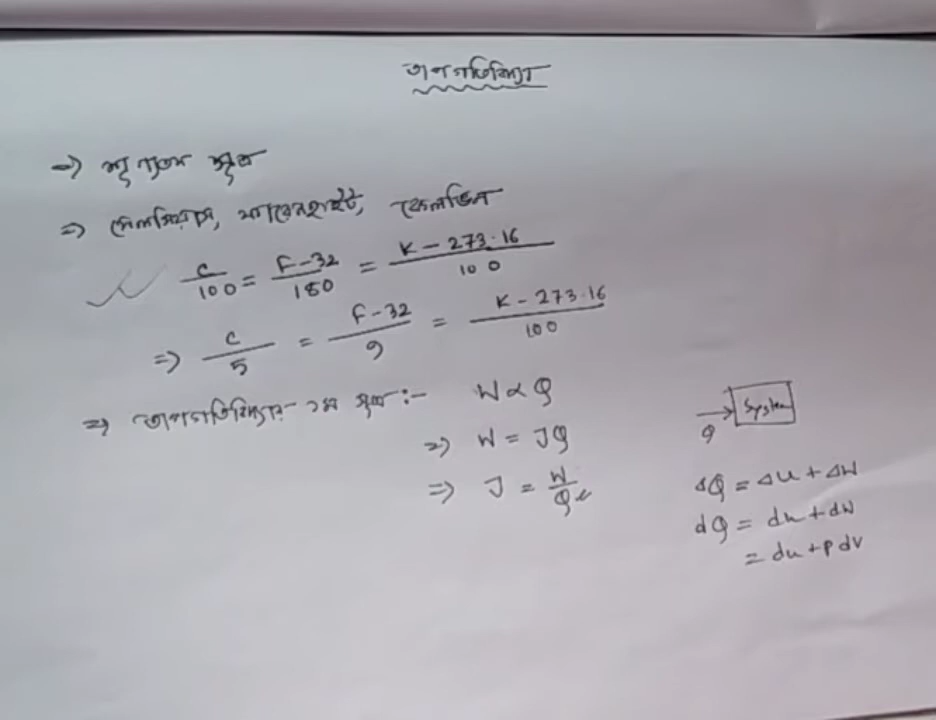 তাপগতিবিদ্যা
=> শূন্যতম সূত্র
=> সেলসিয়াস, ফারেনহাইট, কেলভিন
C/100 = F-32/180 = K-273.16/100
=> C/5 = F-32/9 = K-273.16/100
=> তাপগতিবিদ্যার ১ম সূত্র :- W ∝ Q
=> W = JQ
=> J = W/Q
Q → System
ΔQ = Δu + ΔW
dQ = du + dW
= du + pdv